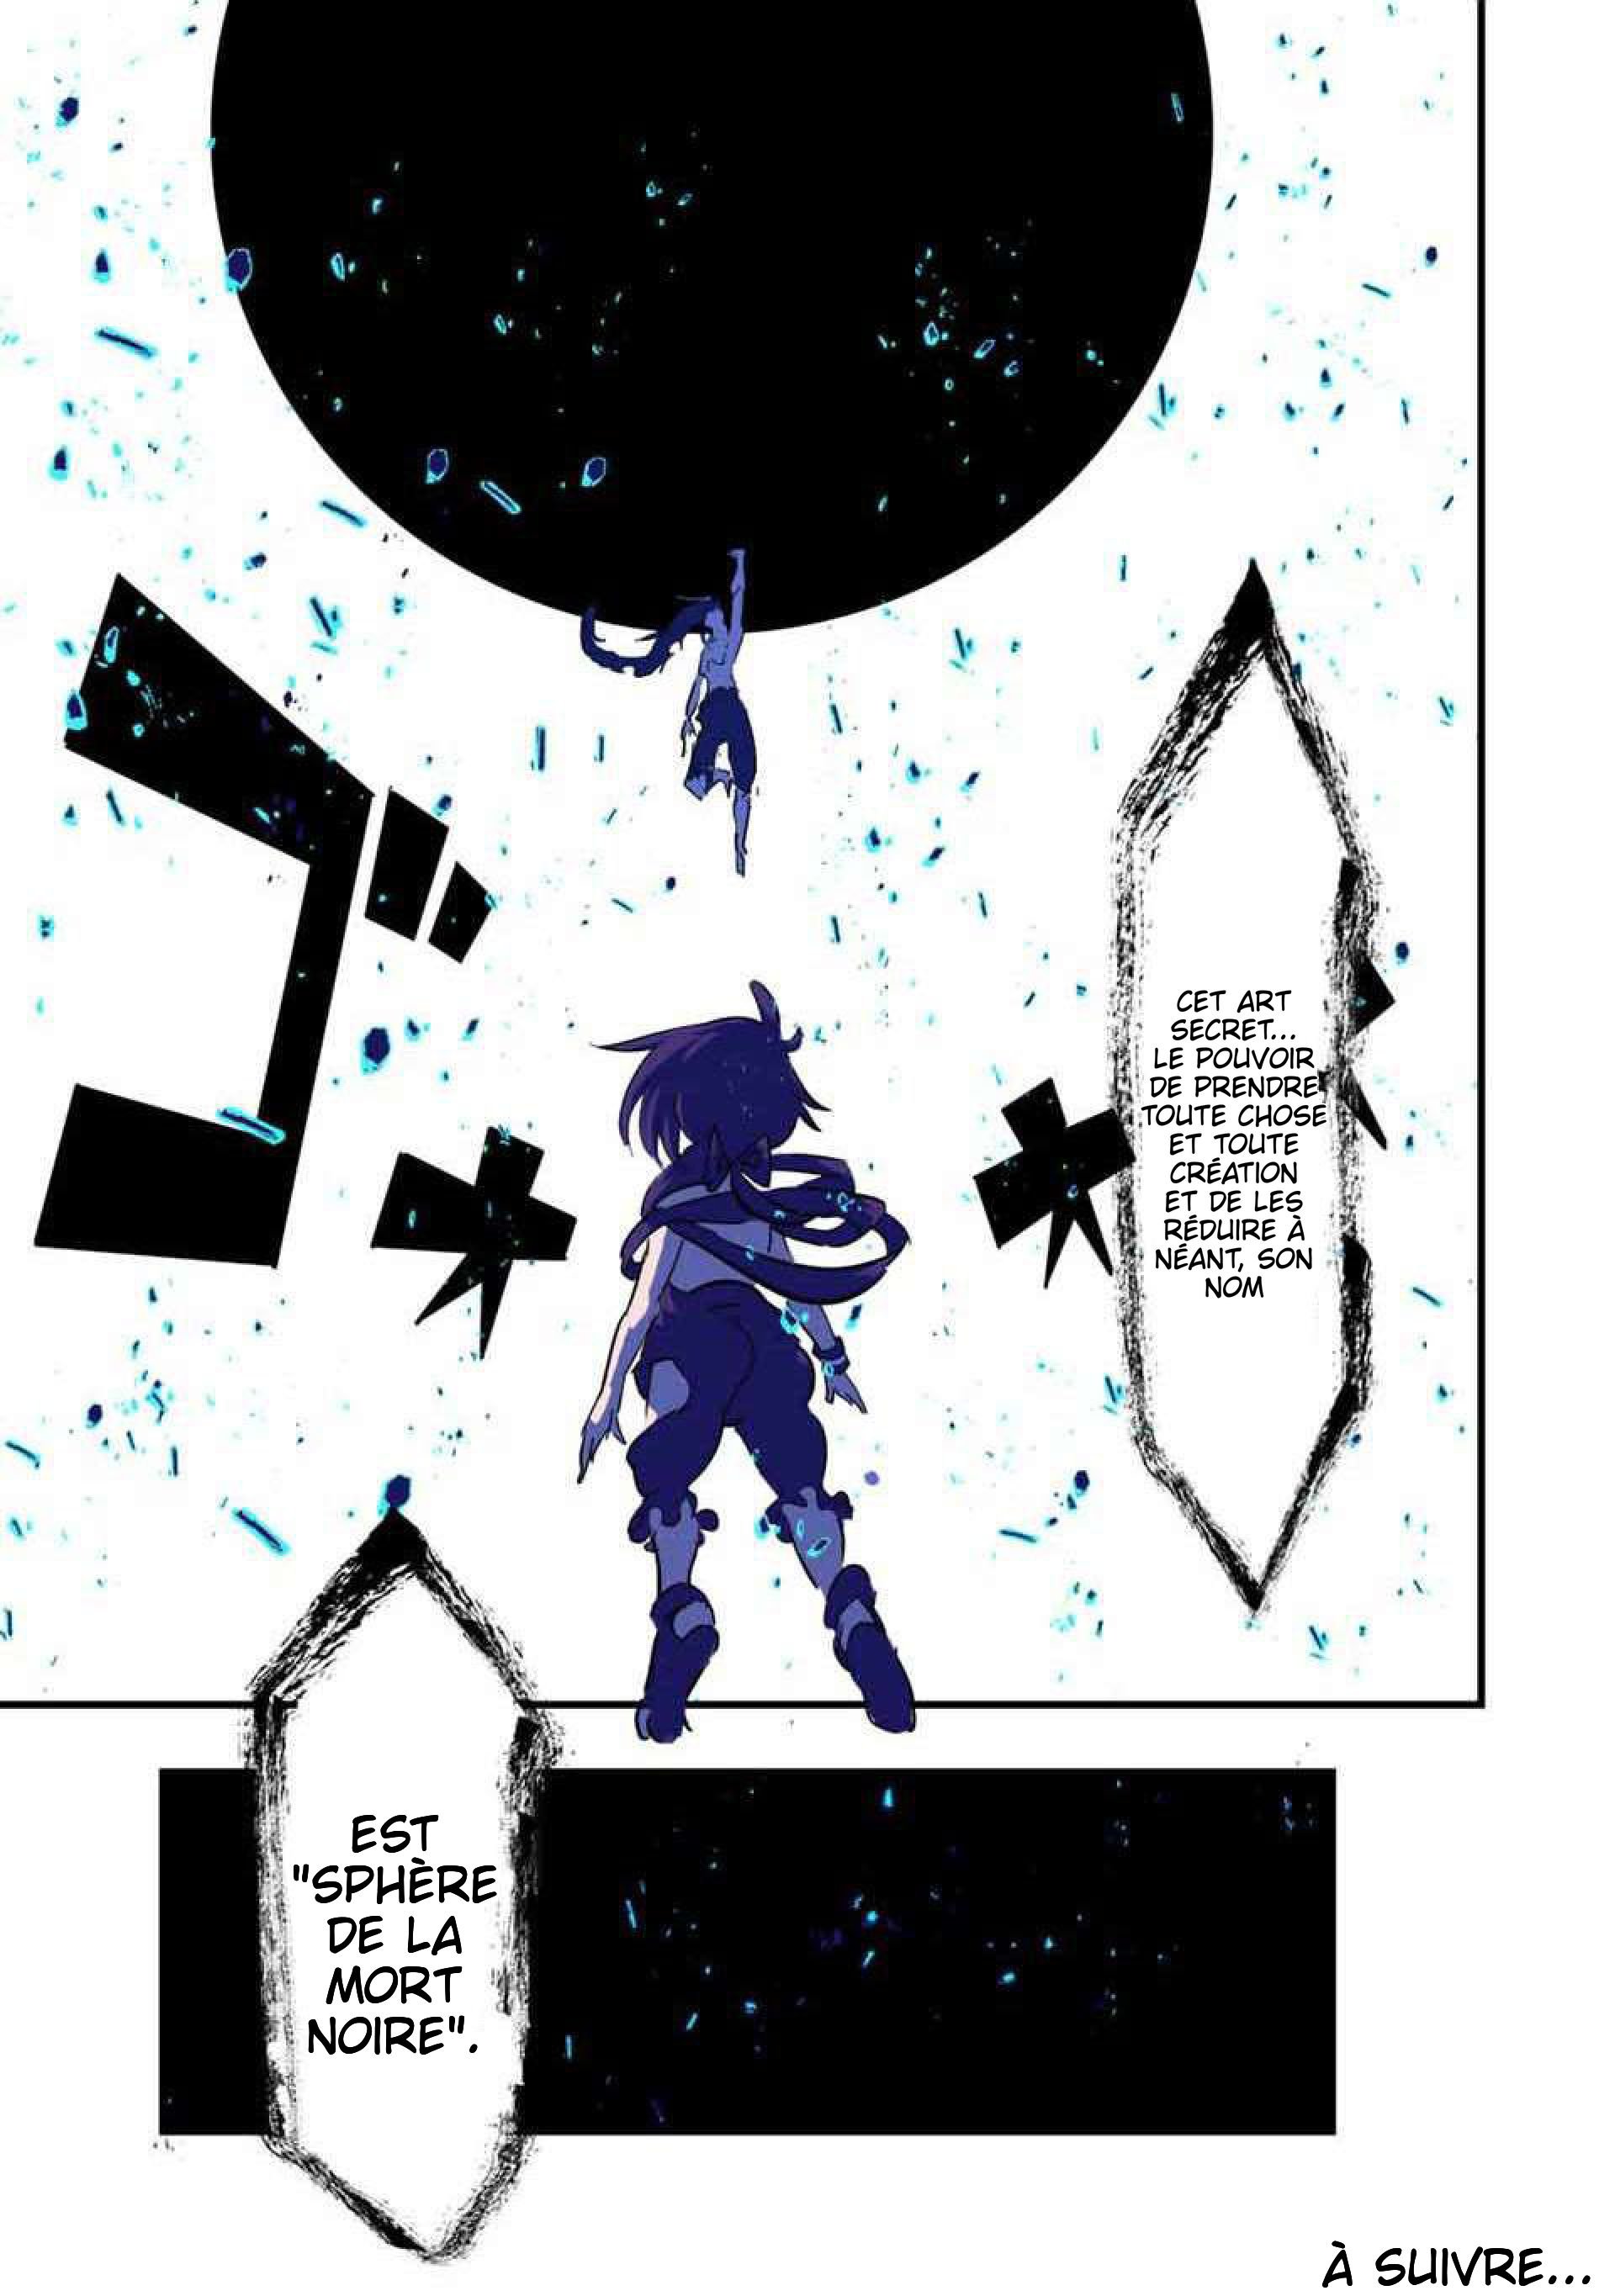 CET ART
SECRET...
LE POUVOIR
DE PRENDRE
TOUTE CHOSE
ET TOUTE
CRÉATION
ET DE LES
RÉDUIRE À
NÉANT, SON
NOM
EST
"SPHÈRE
DE LA
MORT
NOIRE".
À SUIVRE...